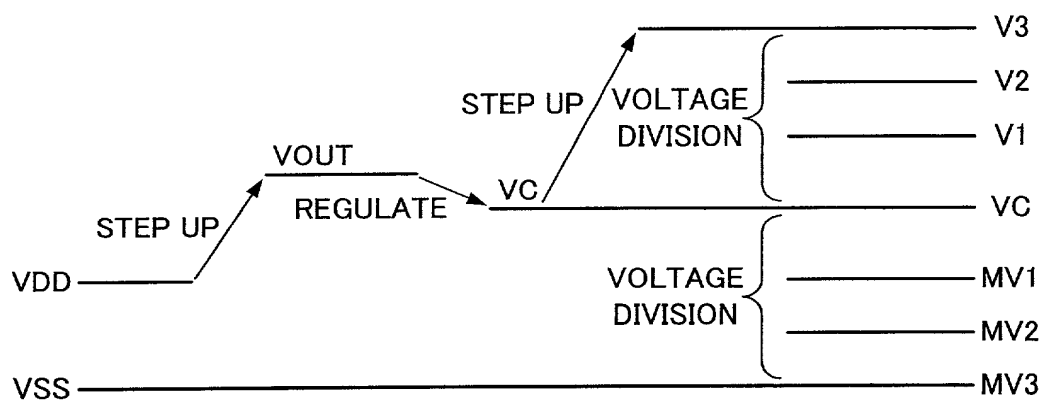 V3
V2
STEP UP
VOLTAGE
DIVISION
V1
VOUT
VC
REGULATE
VC
STEP UP
VDD
VOLTAGE
DIVISION
MV1
MV2
VSS
MV3